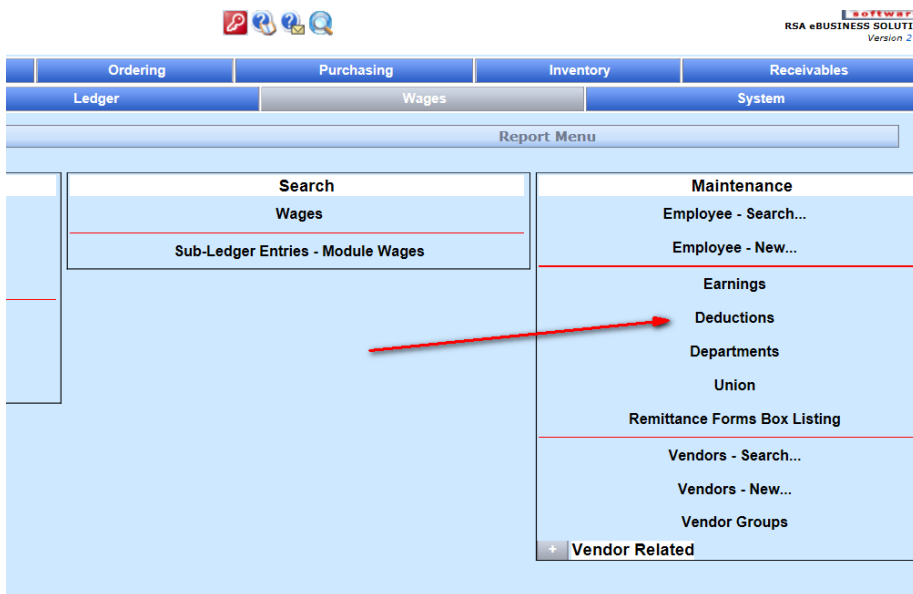 software
RSA eBUSINESS SOLUTI
Version 2
Ordering Purchasing Inventory Receivables
Ledger Wages System
Report Menu
Search
Wages
Sub-Ledger Entries - Module Wages
Maintenance
Employee - Search...
Employee - New...
Earnings
Deductions
Departments
Union
Remittance Forms Box Listing
Vendors - Search...
Vendors - New...
Vendor Groups
+ Vendor Related